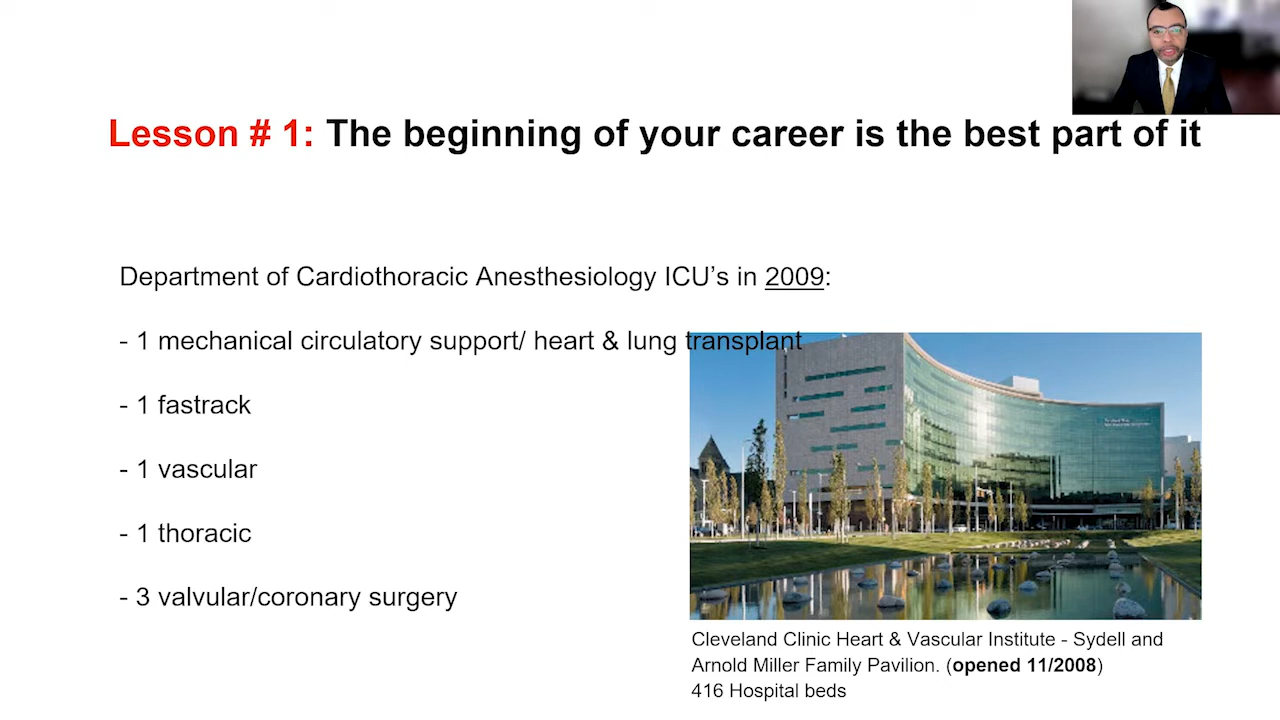 Lesson # 1: The beginning of your career is the best part of it
Department of Cardiothoracic Anesthesiology ICU’s in 2009:
- 1 mechanical circulatory support/ heart & lung transplant
- 1 fastrack
- 1 vascular
- 1 thoracic
- 3 valvular/coronary surgery
Cleveland Clinic Heart & Vascular Institute - Sydell and
Arnold Miller Family Pavilion. (opened 11/2008)
416 Hospital beds